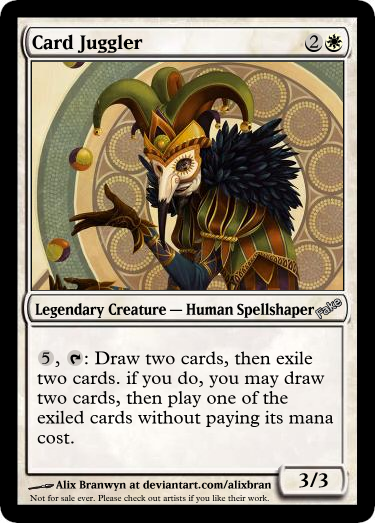 Card Juggler 2
Legendary Creature — Human Spellshaper Fake
5, : Draw two cards, then exile
two cards. if you do, you may draw
two cards, then play one of the
exiled cards without paying its mana
cost.
Alix Branwyn at deviantart.com/alixbran
3/3
Not for sale ever. Please check out artists if you like their work.